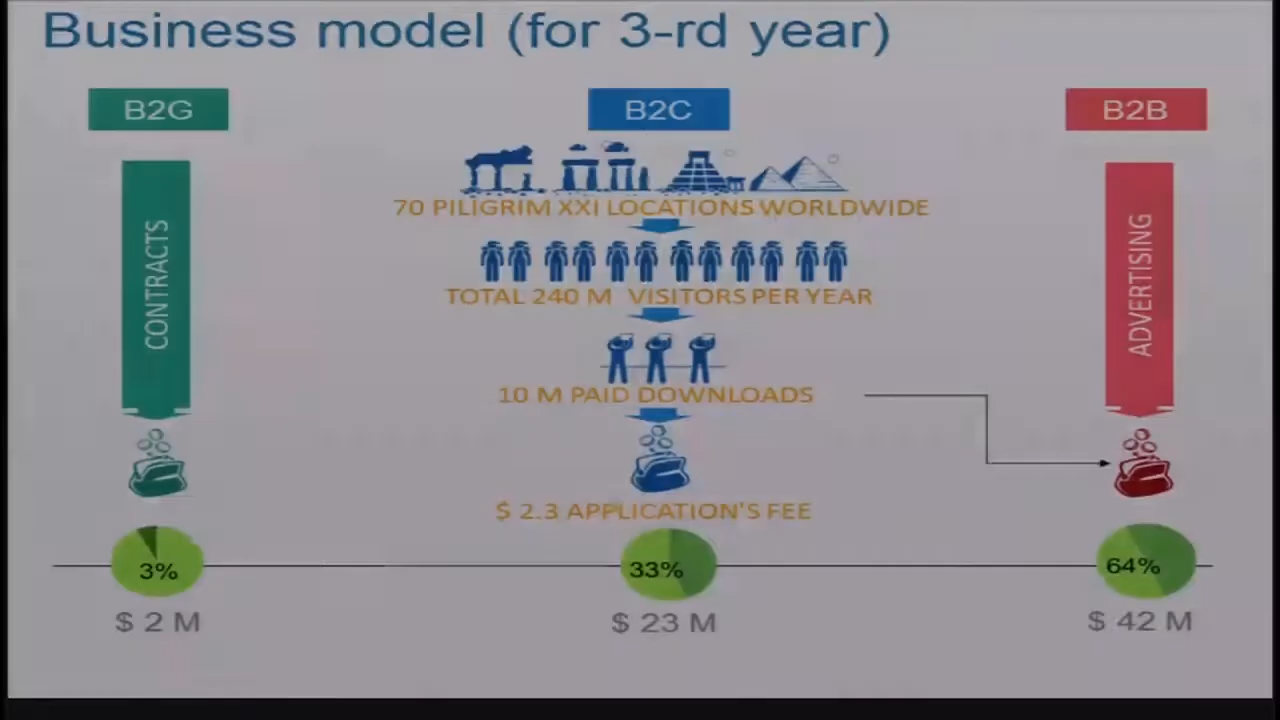 Business model (for 3-rd year)
B2G
B2C
B2B
CONTRACTS
70 PILIGRIM XXI LOCATIONS WORLDWIDE
TOTAL 240 M VISITORS PER YEAR
10 M PAID DOWNLOADS
$ 2.3 APPLICATION'S FEE
ADVERTISING
3%
33%
64%
$ 2 M
$ 23 M
$ 42 M